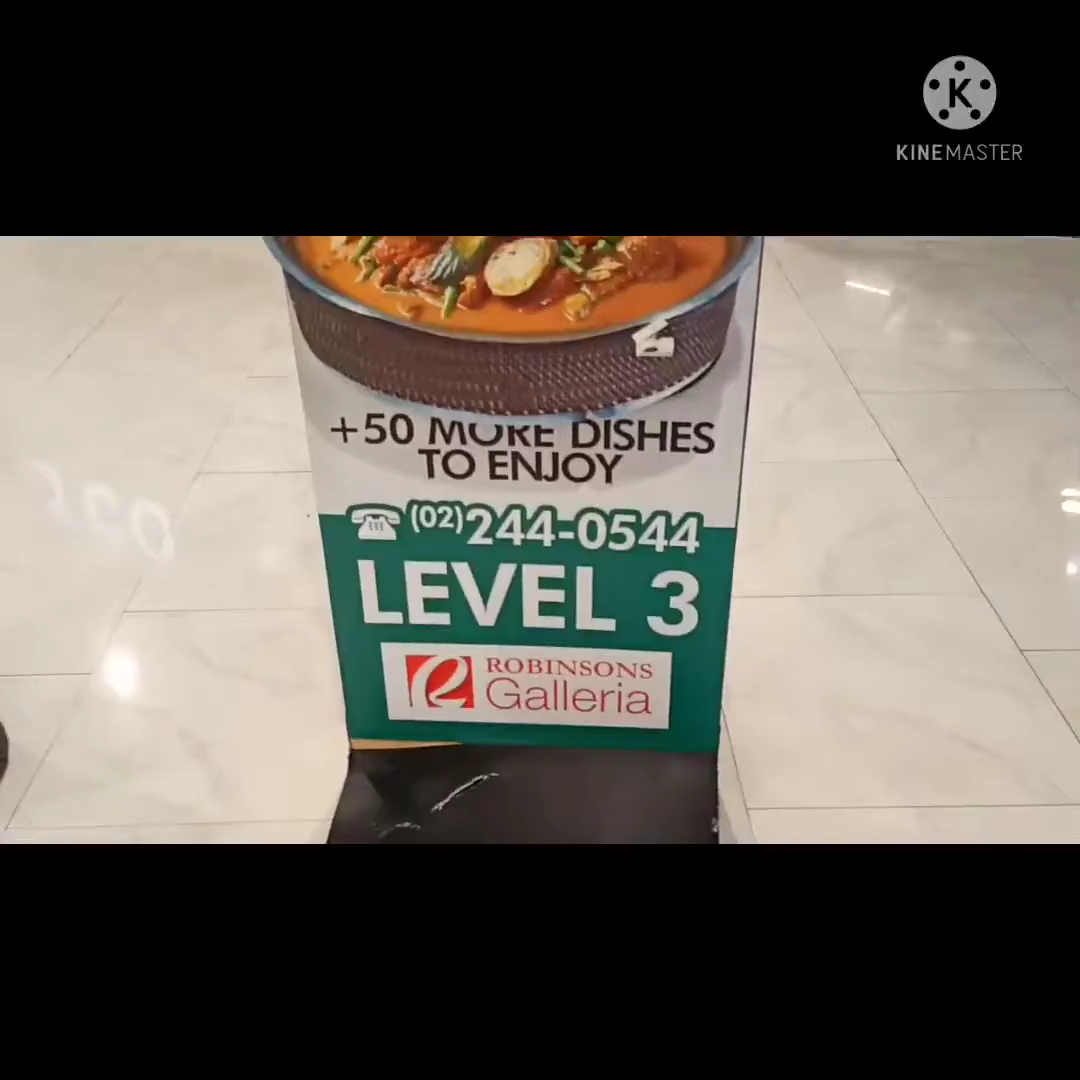 K
KINEMASTER
+50 MORE DISHES
TO ENJOY
(02)244-0544
LEVEL 3
ROBINSONS
Galleria